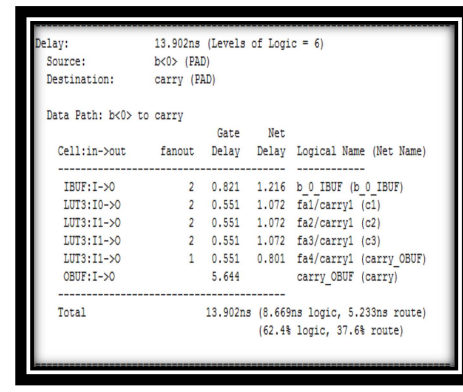 Delay: 13.902ns (Levels of Logic = 6)
Source: b<0> (PAD)
Destination: carry (PAD)
Data Path: b<0> to carry
Gate Net
Cell:in->out fanout Delay Delay Logical Name (Net Name)
---------------------------------------- ------------
IBUF:I->O 2 0.821 1.216 b_0_IBUF (b_0_IBUF)
LUT3:I0->O 2 0.551 1.072 fa1/carry1 (c1)
LUT3:I1->O 2 0.551 1.072 fa2/carry1 (c2)
LUT3:I1->O 2 0.551 1.072 fa3/carry1 (c3)
LUT3:I1->O 1 0.551 0.801 fa4/carry1 (carry_OBUF)
OBUF:I->O 5.644 carry_OBUF (carry)
----------------------------------------
Total 13.902ns (8.669ns logic, 5.233ns route)
(62.4% logic, 37.6% route)